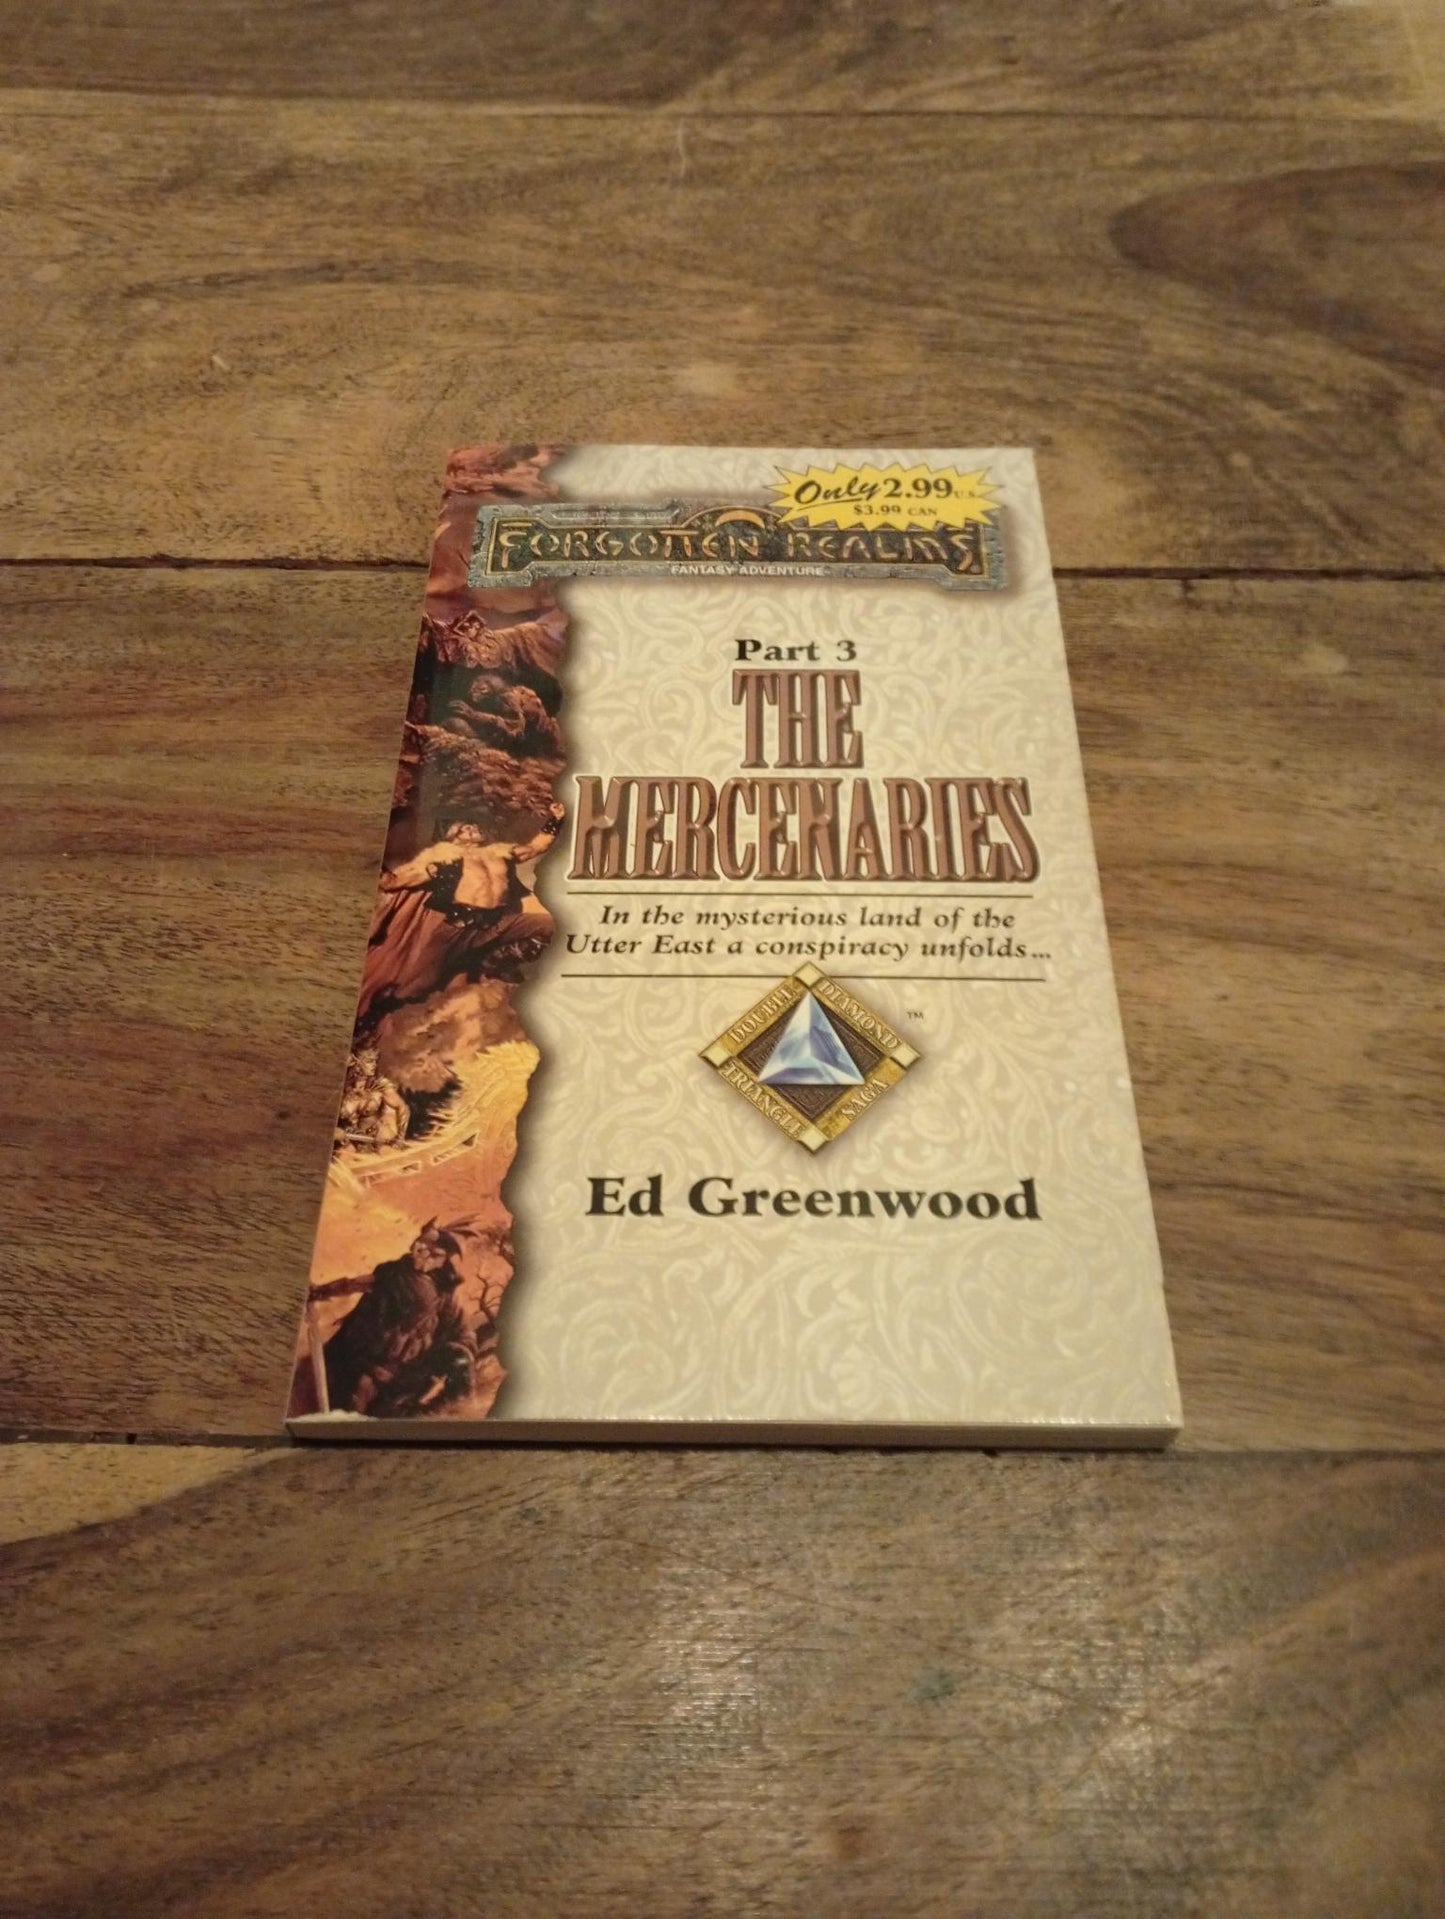 Only 2.99 U.S.
$3.99 CAN
FORGOTTEN REALMS
FANTASY ADVENTURE
Part 3
THE
MERCENARIES
In the mysterious land of the
Utter East a conspiracy unfolds...
DOUBLE DIAMOND
TRIANGLE SAGA
TM
Ed Greenwood